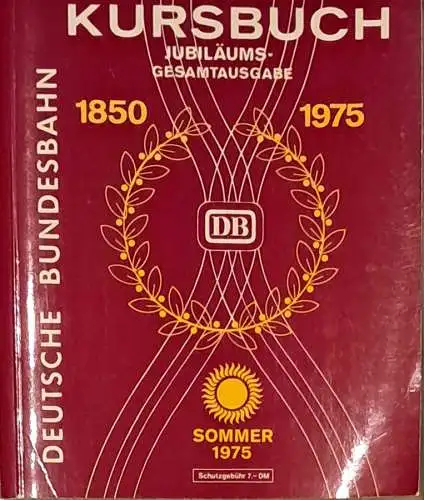 KURSBUCH
JUBILÄUMS-
GESAMTAUSGABE
1850 1975
DEUTSCHE BUNDESBAHN
DB
SOMMER
1975
Schutzgebühr 7.– DM